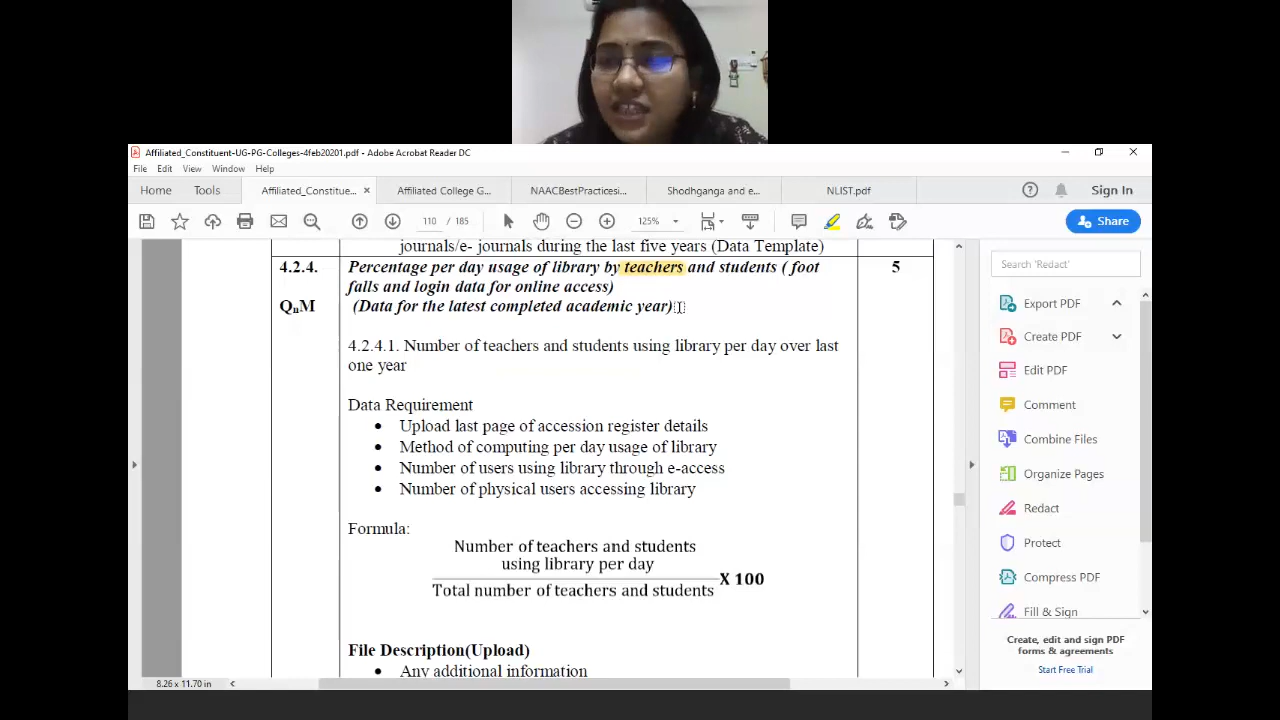 Affiliated_Constituent-UG-PG-Colleges-4feb20201.pdf - Adobe Acrobat Reader DC
File Edit View Window Help
Home Tools Affiliated_Constitue... × Affiliated College G... NAACBestPracticesi... Shodhganga and e... NLIST.pdf Sign In
110 / 185 125% Share
journals/e- journals during the last five years (Data Template)
4.2.4. Percentage per day usage of library by teachers and students ( foot 5
falls and login data for online access)
QnM (Data for the latest completed academic year)
4.2.4.1. Number of teachers and students using library per day over last
one year
Data Requirement
• Upload last page of accession register details
• Method of computing per day usage of library
• Number of users using library through e-access
• Number of physical users accessing library
Formula:
Number of teachers and students
using library per day
X 100
Total number of teachers and students
File Description(Upload)
• Any additional information
8.26 x 11.70 in
Search 'Redact'
Export PDF
Create PDF
Edit PDF
Comment
Combine Files
Organize Pages
Redact
Protect
Compress PDF
Fill & Sign
Create, edit and sign PDF
forms & agreements
Start Free Trial